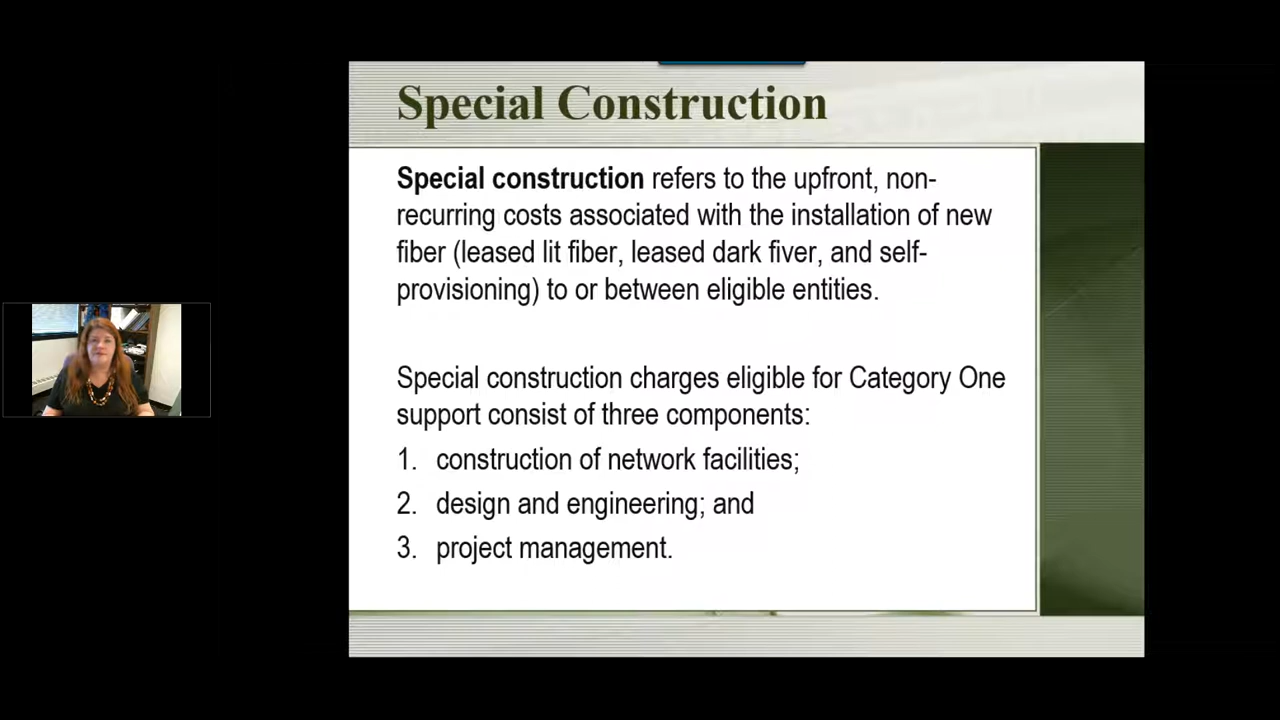 Special Construction
Special construction refers to the upfront, non-
recurring costs associated with the installation of new
fiber (leased lit fiber, leased dark fiver, and self-
provisioning) to or between eligible entities.
Special construction charges eligible for Category One
support consist of three components:
1. construction of network facilities;
2. design and engineering; and
3. project management.